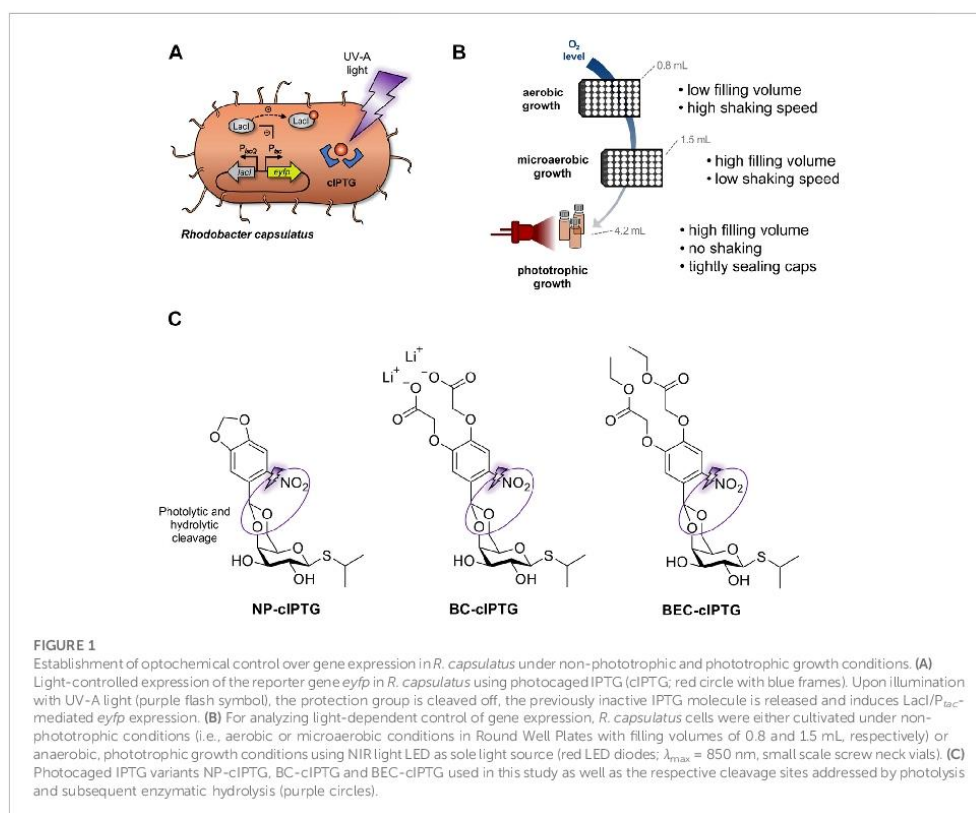 A
UV-A
light
LacI
LacI
PlacQ
Ptac
lacI
eyfp
cIPTG
Rhodobacter capsulatus
B
O2
level
0.8 mL
aerobic
growth
• low filling volume
• high shaking speed
1.5 mL
microaerobic
growth
• high filling volume
• low shaking speed
4.2 mL
phototrophic
growth
• high filling volume
• no shaking
• tightly sealing caps
C
Li+
Li+
−O
O
O
O−
O
O
O
O
NO2
Photolytic and
hydrolytic
cleavage
O
O
O
HO
S
OH
NP-cIPTG
NO2
O
O
O
HO
S
OH
BC-cIPTG
O
O
O
O
O
O
NO2
O
O
O
HO
S
OH
BEC-cIPTG
FIGURE 1
Establishment of optochemical control over gene expression in R. capsulatus under non-phototrophic and phototrophic growth conditions. (A)
Light-controlled expression of the reporter gene eyfp in R. capsulatus using photocaged IPTG (cIPTG; red circle with blue frames). Upon illumination
with UV-A light (purple flash symbol), the protection group is cleaved off, the previously inactive IPTG molecule is released and induces LacI/Ptac-
mediated eyfp expression. (B) For analyzing light-dependent control of gene expression, R. capsulatus cells were either cultivated under non-
phototrophic conditions (i.e., aerobic or microaerobic conditions in Round Well Plates with filling volumes of 0.8 and 1.5 mL, respectively) or
anaerobic, phototrophic growth conditions using NIR light LED as sole light source (red LED diodes; λmax = 850 nm, small scale screw neck vials). (C)
Photocaged IPTG variants NP-cIPTG, BC-cIPTG and BEC-cIPTG used in this study as well as the respective cleavage sites addressed by photolysis
and subsequent enzymatic hydrolysis (purple circles).